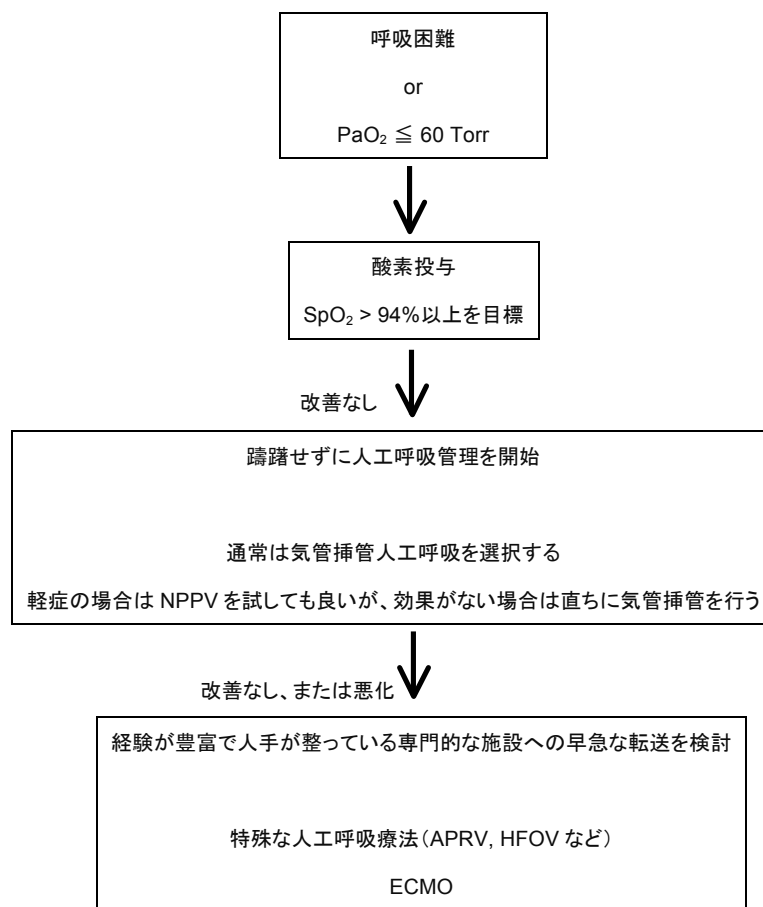 呼吸困難
or
PaO₂ ≦ 60 Torr
酸素投与
SpO₂ > 94%以上を目標
改善なし
躊躇せずに人工呼吸管理を開始
通常は気管挿管人工呼吸を選択する
軽症の場合は NPPV を試しても良いが、効果がない場合は直ちに気管挿管を行う
改善なし、または悪化
経験が豊富で人手が整っている専門的な施設への早急な転送を検討
特殊な人工呼吸療法(APRV, HFOV など)
ECMO